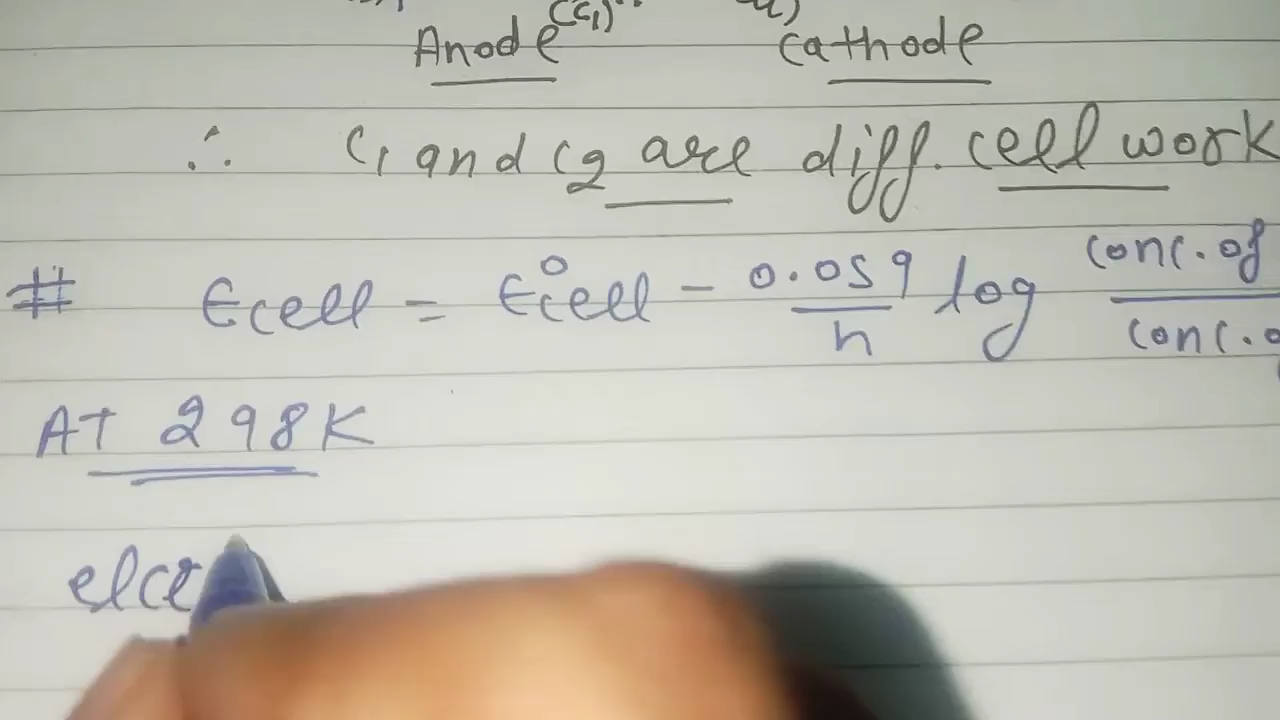 (C1)
Anode Cathode
∴ C1 and C2 are diff. cell work
# Ecell = E°cell - 0.059/n log conc. of / conc. o
AT 298K
elce